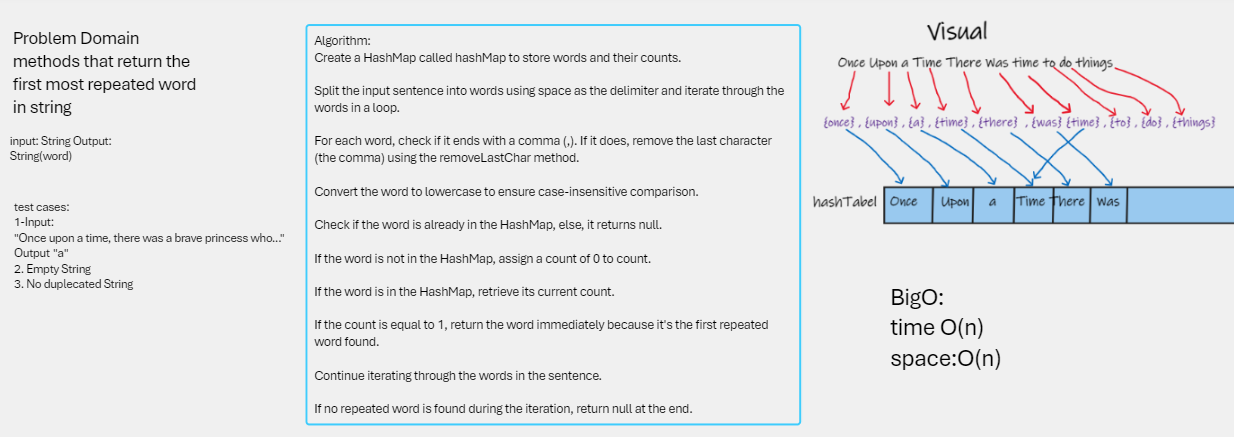 Problem Domain
methods that return the
first most repeated word
in string
input: String Output:
String(word)
test cases:
1-Input:
"Once upon a time, there was a brave princess who..."
Output "a"
2. Empty String
3. No duplecated String
Algorithm:
Create a HashMap called hashMap to store words and their counts.
Split the input sentence into words using space as the delimiter and iterate through the
words in a loop.
For each word, check if it ends with a comma (,). If it does, remove the last character
(the comma) using the removeLastChar method.
Convert the word to lowercase to ensure case-insensitive comparison.
Check if the word is already in the HashMap, else, it returns null.
If the word is not in the HashMap, assign a count of 0 to count.
If the word is in the HashMap, retrieve its current count.
If the count is equal to 1, return the word immediately because it's the first repeated
word found.
Continue iterating through the words in the sentence.
If no repeated word is found during the iteration, return null at the end.
Visual
Once Upon a Time There was time to do things
{once} , {upon} , {a} , {time} , {there} , {was} {time} , {to} , {do} , {things}
hashTabel Once Upon a Time There was
BigO:
time O(n)
space:O(n)